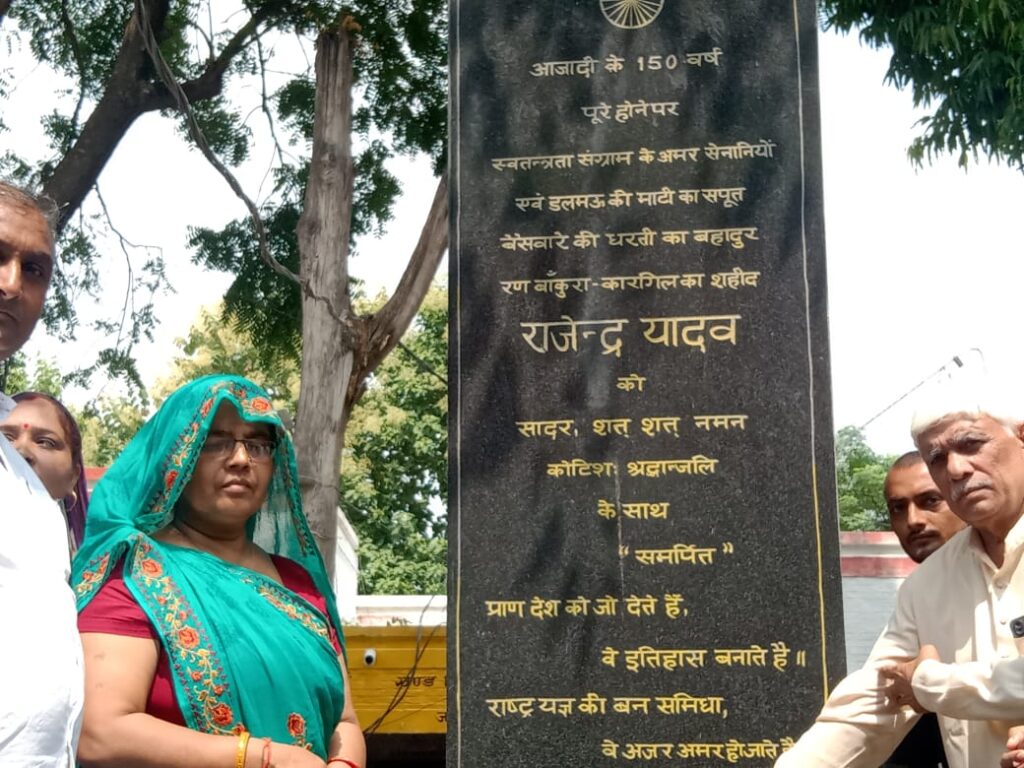 आजादी के 150 वर्ष
पूरे होने पर
स्वतन्त्रता संग्राम के अमर सेनानियों
एवं डलमऊ की माटी का सपूत
बैसवारे की धरती का बहादुर
रण बाँकुरा-कारगिल का शहीद
राजेन्द्र यादव
को
सादर, शत् शत् नमन
कोटिशः श्रद्धान्जलि
के साथ
"समर्पित"
प्राण देश को जो देते हैं,
वे इतिहास बनाते है॥
राष्ट्र यज्ञ की बन समिधा,
वे अजर अमर हो जाते है
खण्ड